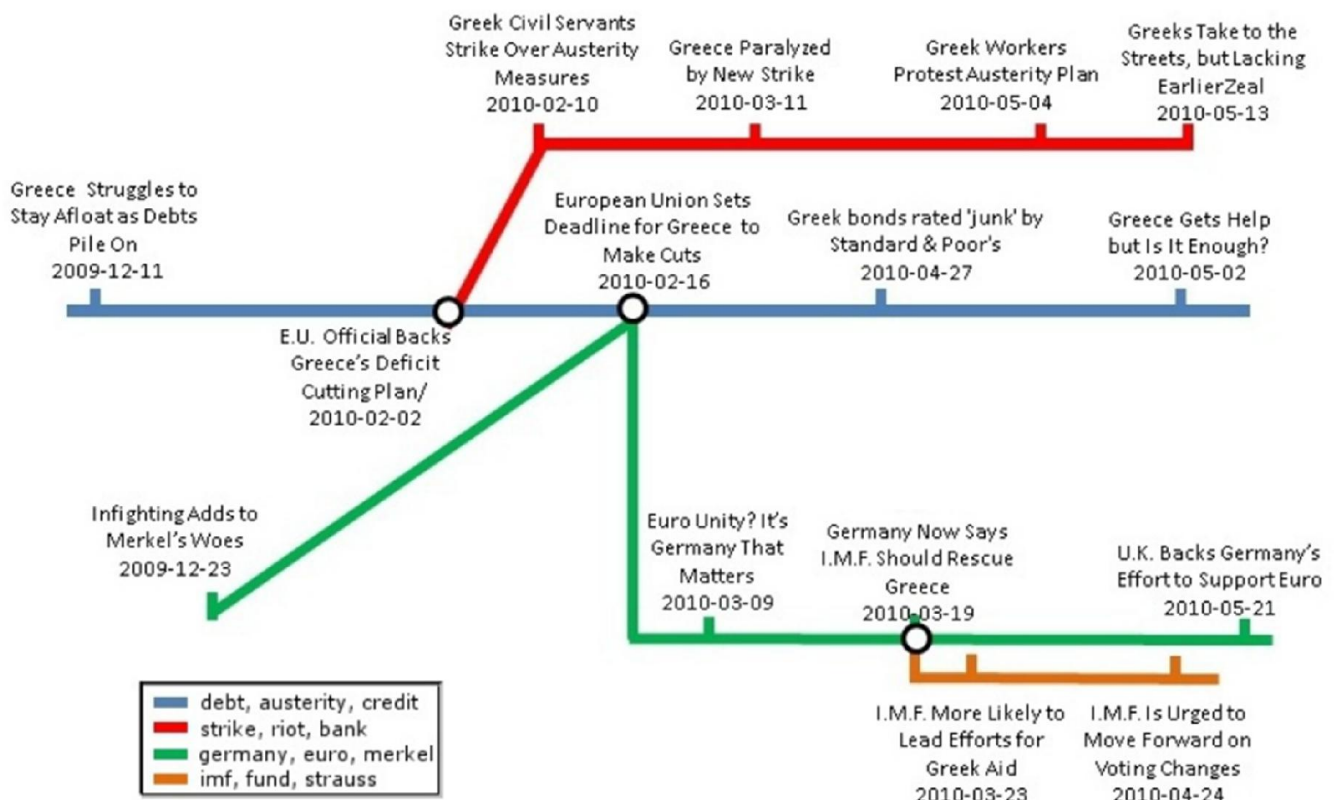 Greek Civil Servants
Strike Over Austerity
Measures
2010-02-10
Greece Paralyzed
by New Strike
2010-03-11
Greek Workers
Protest Austerity Plan
2010-05-04
Greeks Take to the
Streets, but Lacking
Earlier Zeal
2010-05-13
Greece Struggles to
Stay Afloat as Debts
Pile On
2009-12-11
European Union Sets
Deadline for Greece to
Make Cuts
2010-02-16
Greek bonds rated 'junk' by
Standard & Poor's
2010-04-27
Greece Gets Help
but Is It Enough?
2010-05-02
E.U. Official Backs
Greece's Deficit
Cutting Plan/
2010-02-02
Infighting Adds to
Merkel's Woes
2009-12-23
Euro Unity? It's
Germany That
Matters
2010-03-09
Germany Now Says
I.M.F. Should Rescue
Greece
2010-03-19
U.K. Backs Germany's
Effort to Support Euro
2010-05-21
debt, austerity, credit
strike, riot, bank
germany, euro, merkel
imf, fund, strauss
I.M.F. More Likely to
Lead Efforts for
Greek Aid
2010-03-23
I.M.F. Is Urged to
Move Forward on
Voting Changes
2010-04-24